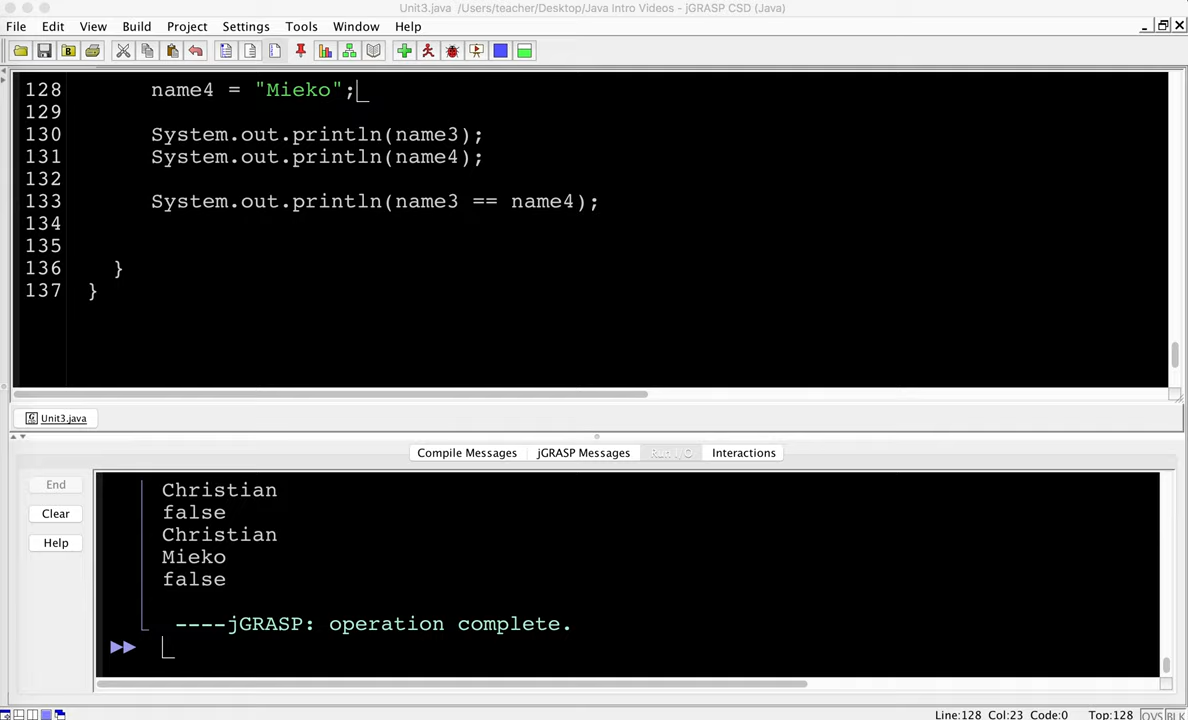 Unit3.java /Users/teacher/Desktop/Java Intro Videos - jGRASP CSD (Java)
File Edit View Build Project Settings Tools Window Help
128 name4 = "Mieko";
129
130 System.out.println(name3);
131 System.out.println(name4);
132
133 System.out.println(name3 == name4);
134
135
136 }
137 }
Unit3.java
Compile Messages jGRASP Messages Run I/O Interactions
End
Clear
Help
Christian
false
Christian
Mieko
false
----jGRASP: operation complete.
Line:128 Col:23 Code:0 Top:128 OVS BLK